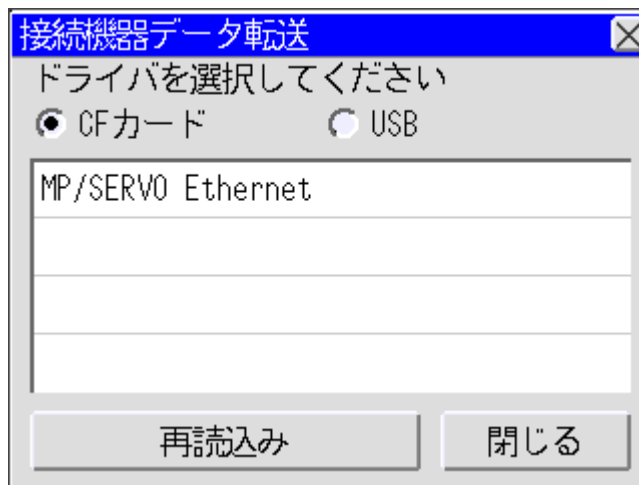 接続機器データ転送
ドライバを選択してください
CFカード USB
MP/SERVO Ethernet
再読込み 閉じる